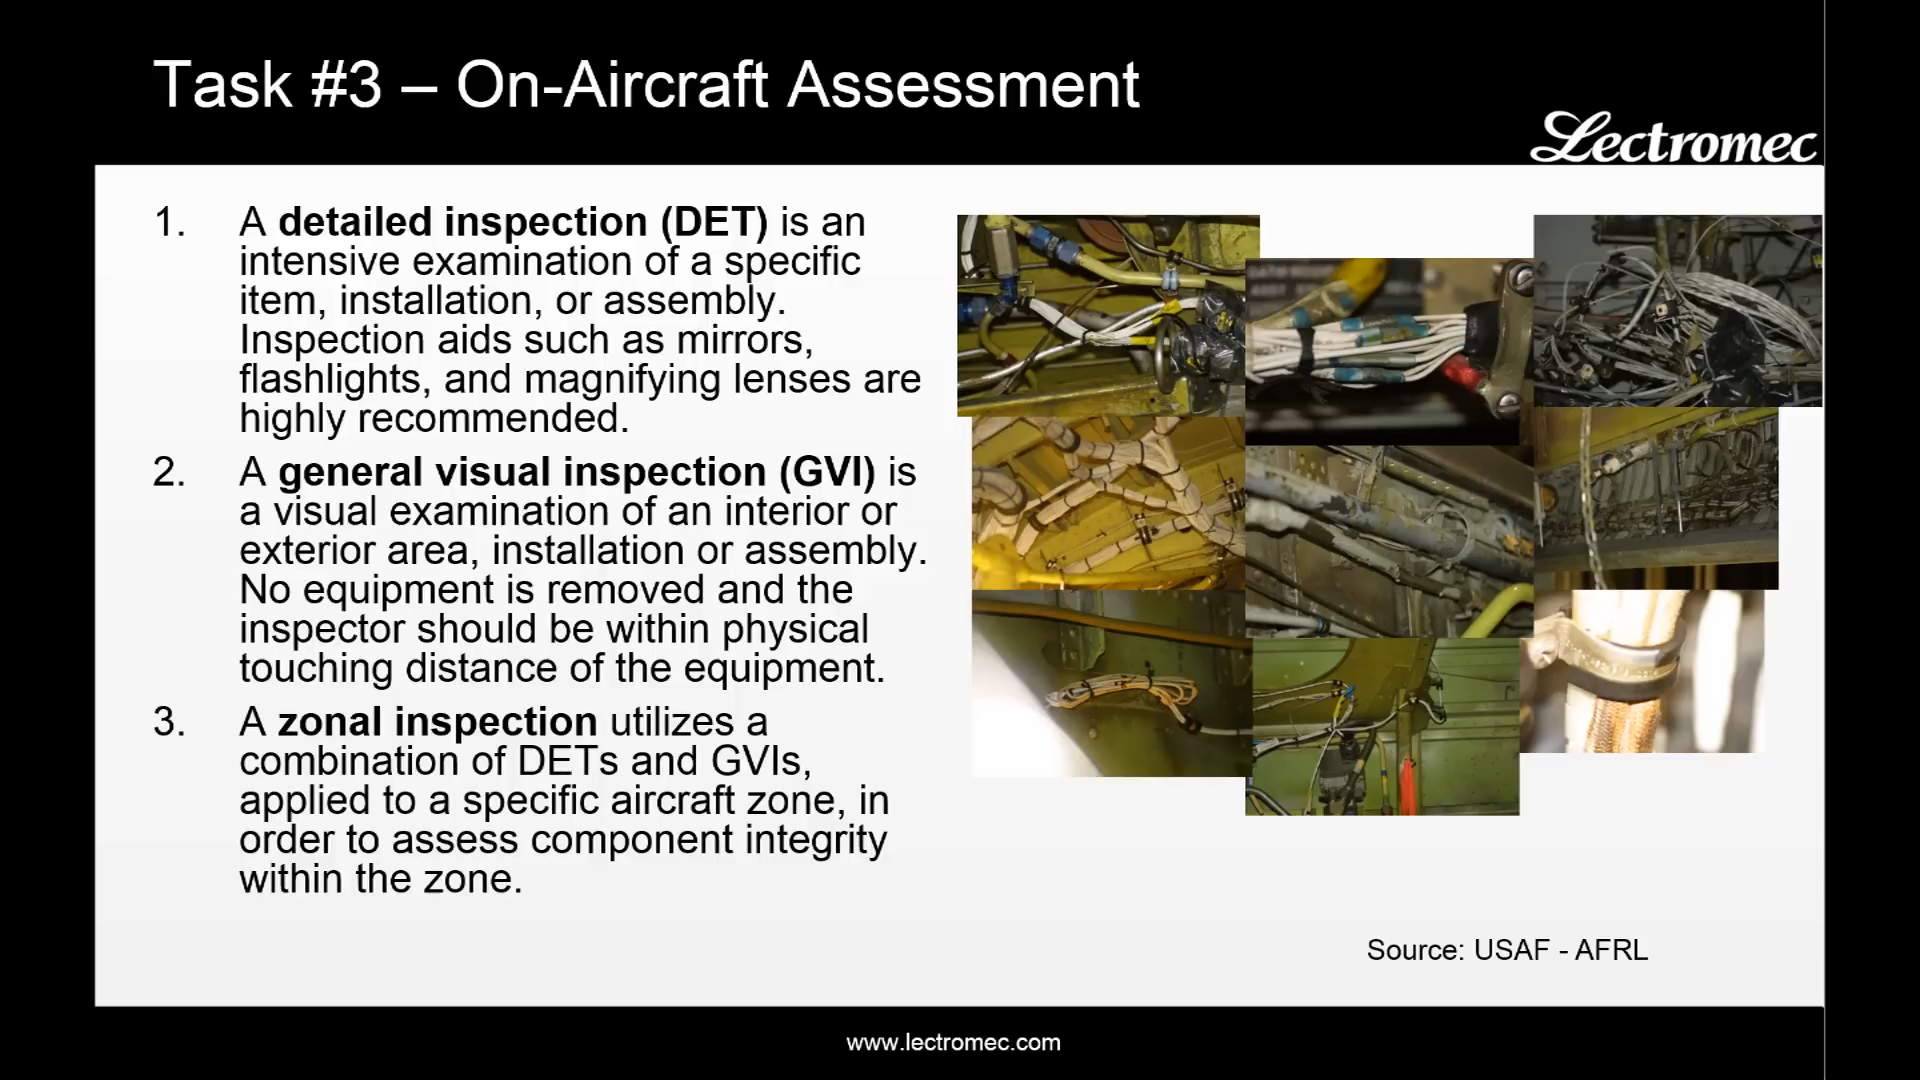 Task #3 – On-Aircraft Assessment
Lectromec
1. A detailed inspection (DET) is an
intensive examination of a specific
item, installation, or assembly.
Inspection aids such as mirrors,
flashlights, and magnifying lenses are
highly recommended.
2. A general visual inspection (GVI) is
a visual examination of an interior or
exterior area, installation or assembly.
No equipment is removed and the
inspector should be within physical
touching distance of the equipment.
3. A zonal inspection utilizes a
combination of DETs and GVIs,
applied to a specific aircraft zone, in
order to assess component integrity
within the zone.
Source: USAF - AFRL
www.lectromec.com